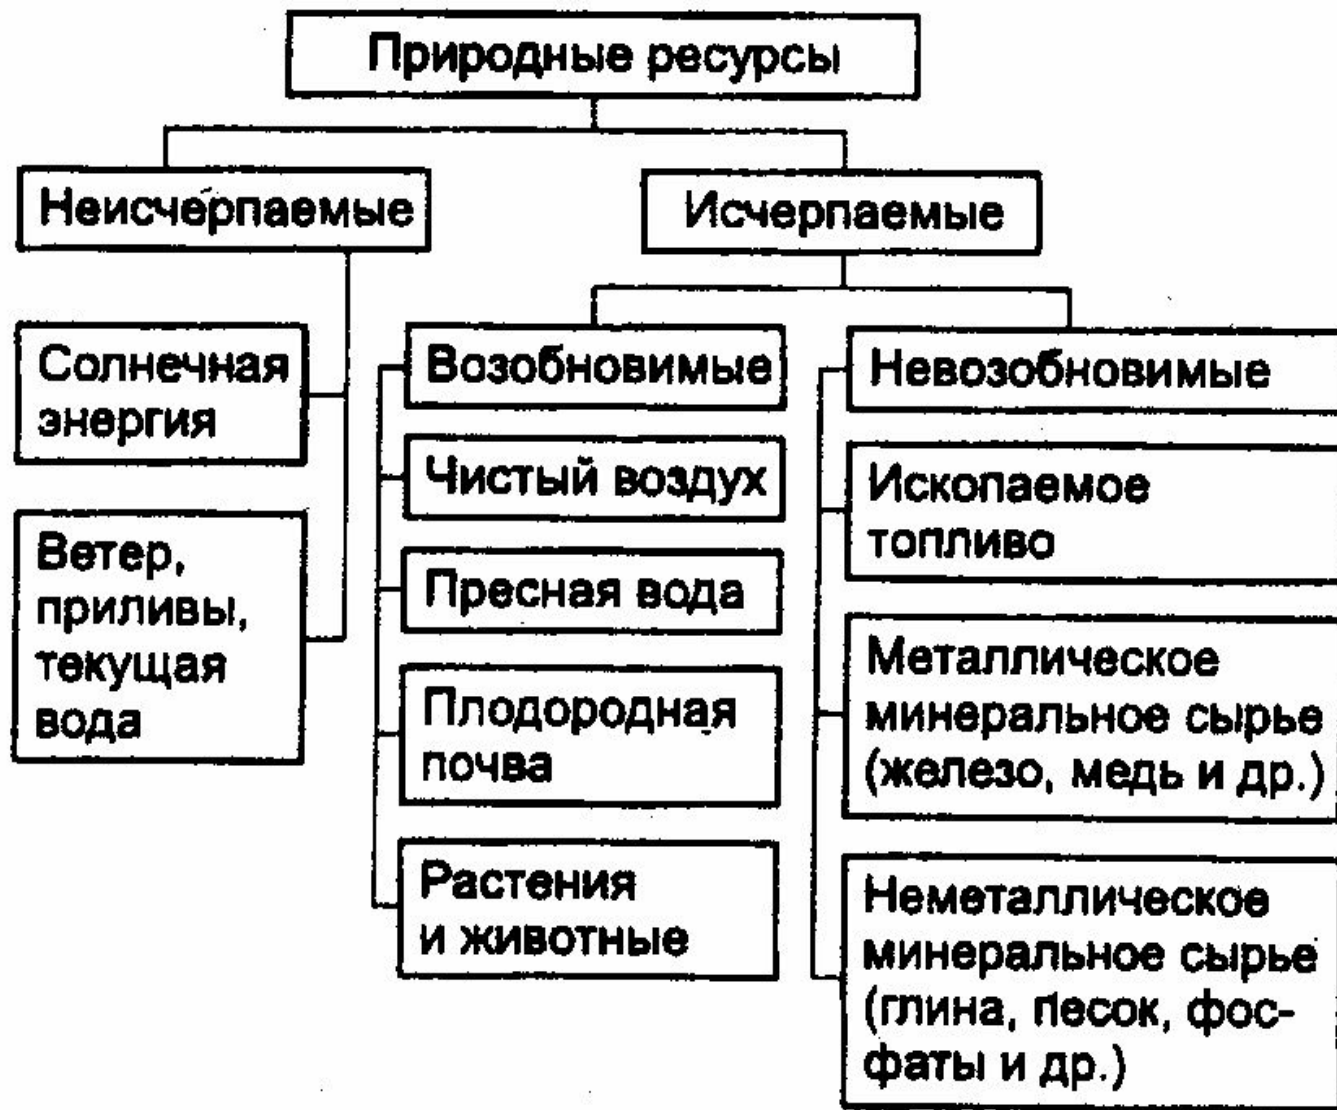 Природные ресурсы
Неисчерпаемые
Исчерпаемые
Солнечная
энергия
Ветер,
приливы,
текущая
вода
Возобновимые
Чистый воздух
Пресная вода
Плодородная
почва
Растения
и животные
Невозобновимые
Ископаемое
топливо
Металлическое
минеральное сырье
(железо, медь и др.)
Неметаллическое
минеральное сырье
(глина, песок, фос-
фаты и др.)